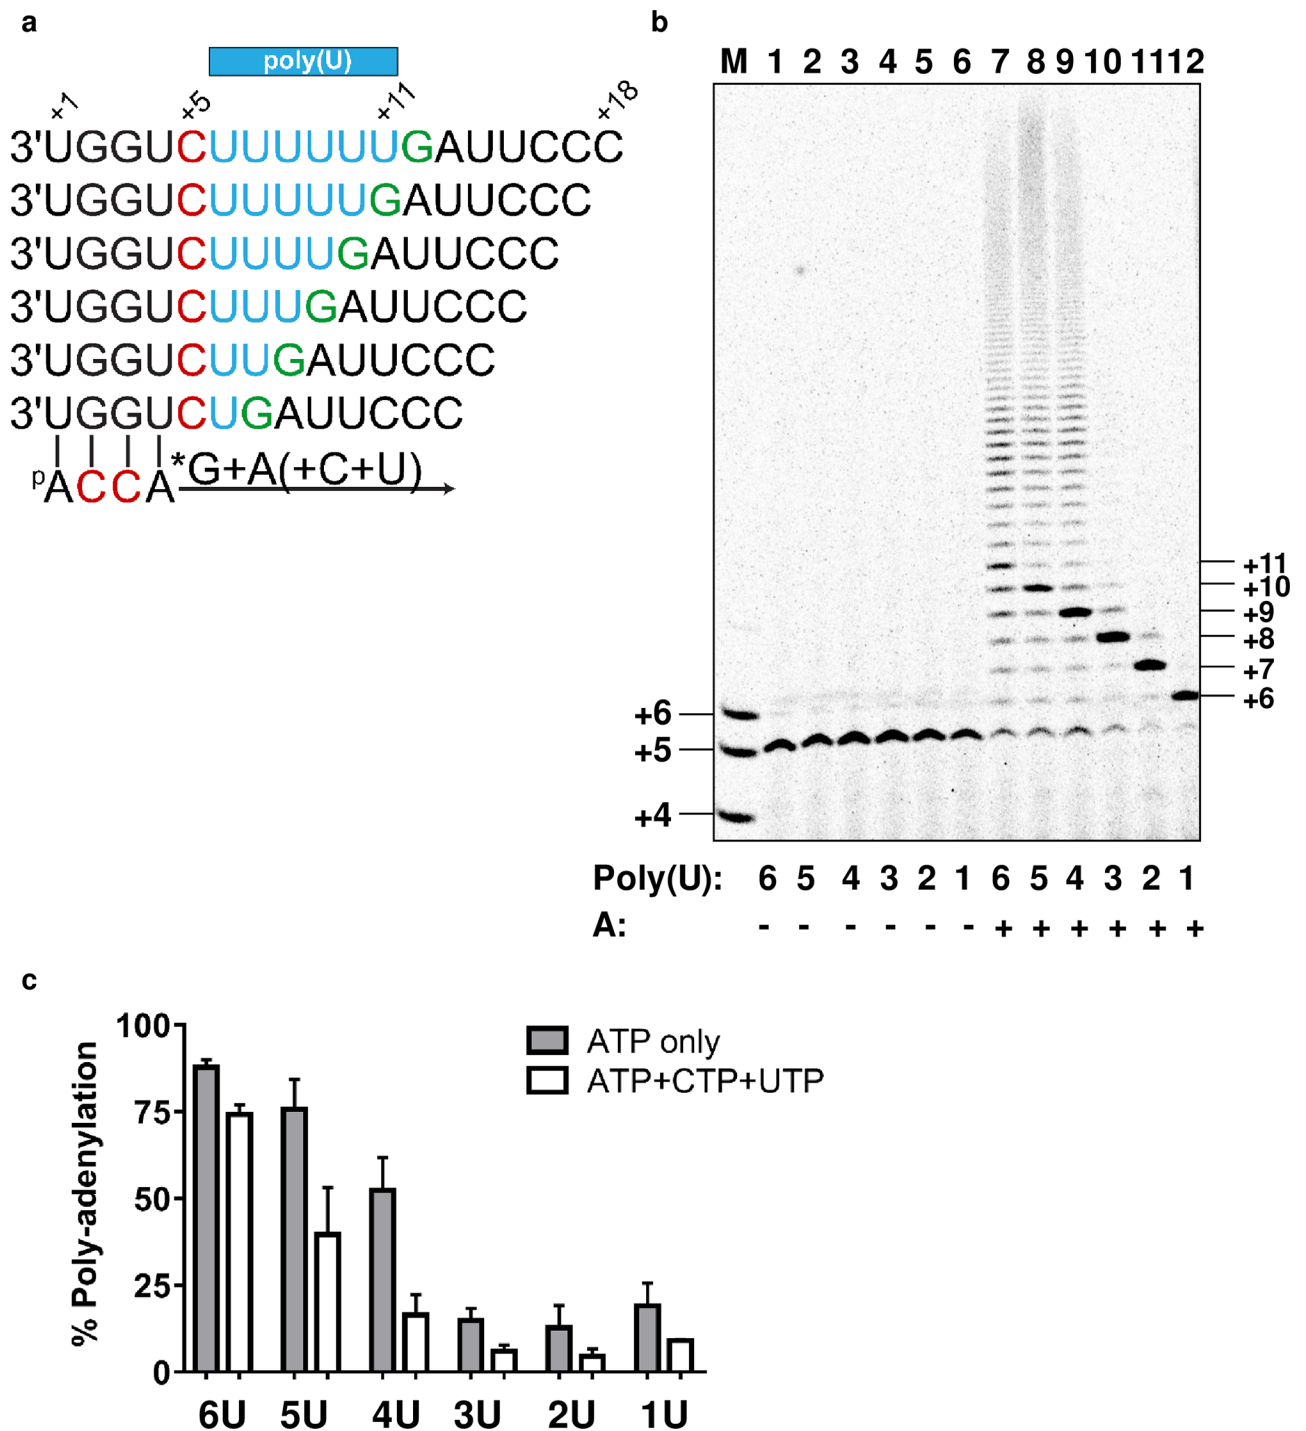 a
poly(U)
+1 +5 +11 +18
3'UGGUCUUUUUUGAUUCCC
3'UGGUCUUUUUGAUUCCC
3'UGGUCUUUUGAUUCCC
3'UGGUCUUUGAUUCCC
3'UGGUCUUGAUUCCC
3'UGGUCUGAUUCCC
pACCA *G+A(+C+U)
b
M 1 2 3 4 5 6 7 8 9 10 11 12
+11
+10
+9
+8
+7
+6
+6
+5
+4
Poly(U): 6 5 4 3 2 1 6 5 4 3 2 1
A: - - - - - - + + + + + +
c
% Poly-adenylation
100
75
50
25
0
ATP only
ATP+CTP+UTP
6U 5U 4U 3U 2U 1U